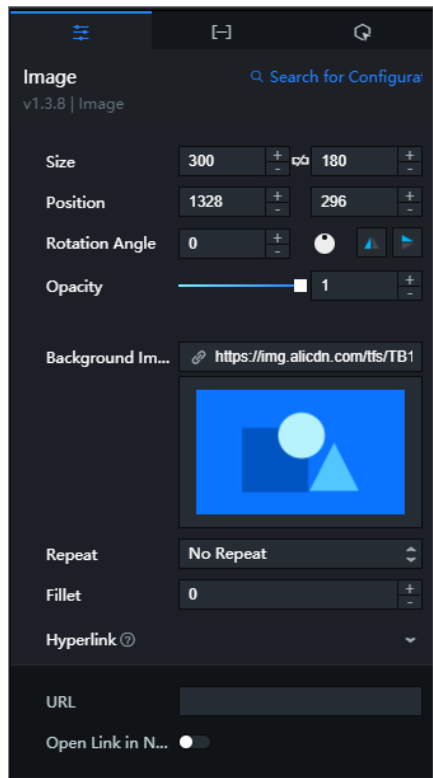 Image
Search for Configurat
v1.3.8 | Image
Size 300 + - 180 + -
Position 1328 + - 296 + -
Rotation Angle 0 + -
Opacity 1 + -
Background Im... https://img.alicdn.com/tfs/TB1
Repeat No Repeat
Fillet 0 + -
Hyperlink ?
URL
Open Link in N...